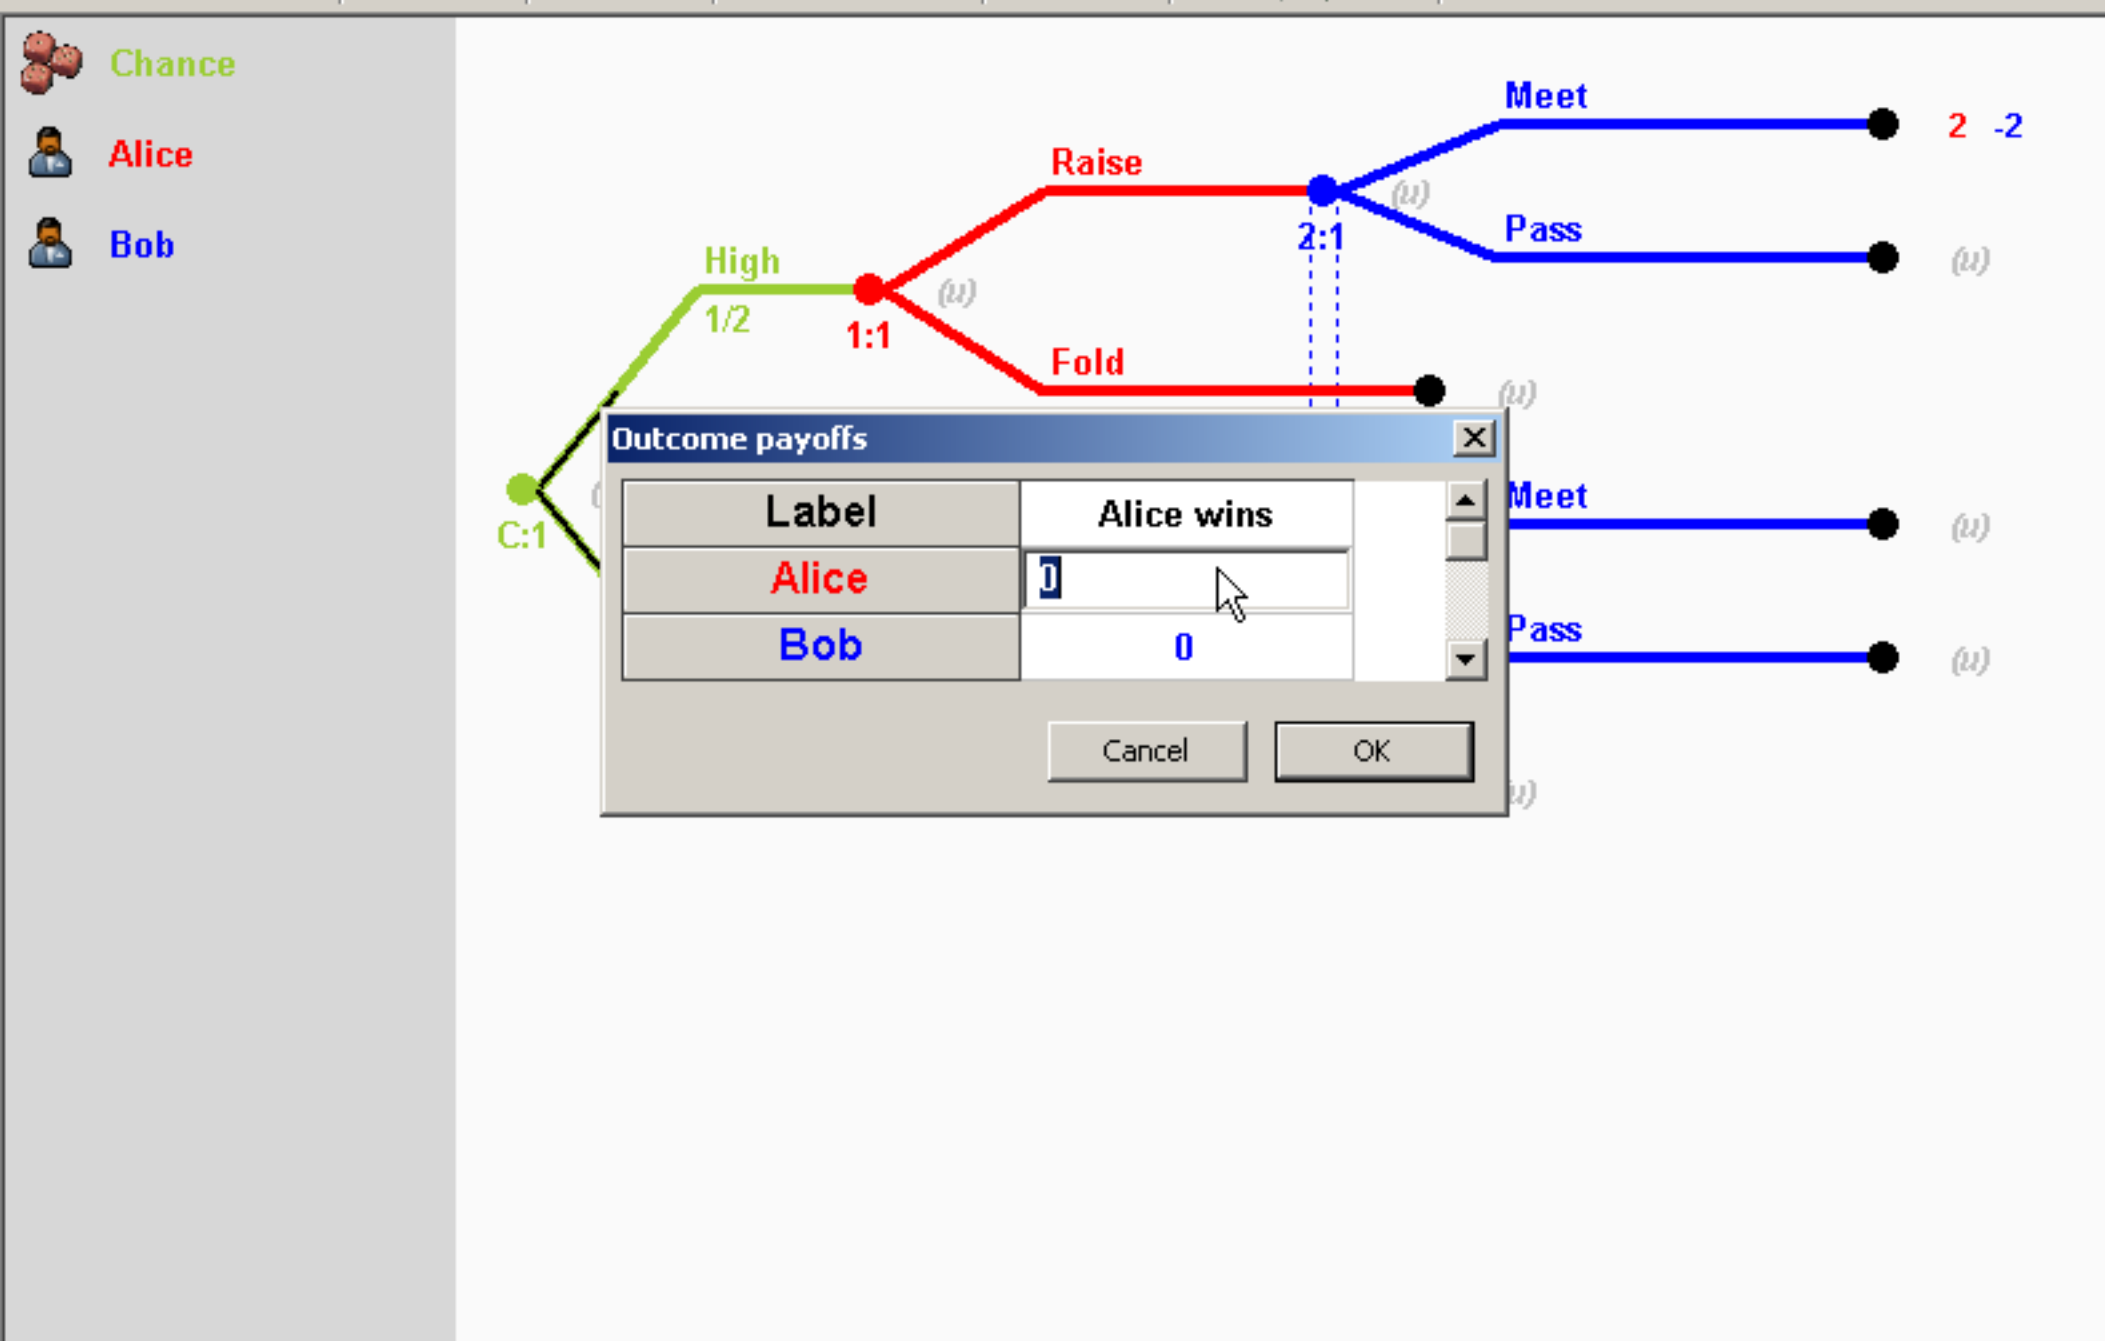 Chance
Alice
Bob
Meet
2 -2
Raise
(u)
2:1
Pass
(u)
High
1/2
(u)
1:1
Fold
(u)
Outcome payoffs
Label
Alice wins
Alice
0
Bob
0
Cancel
OK
C:1
Meet
(u)
Pass
(u)
u)